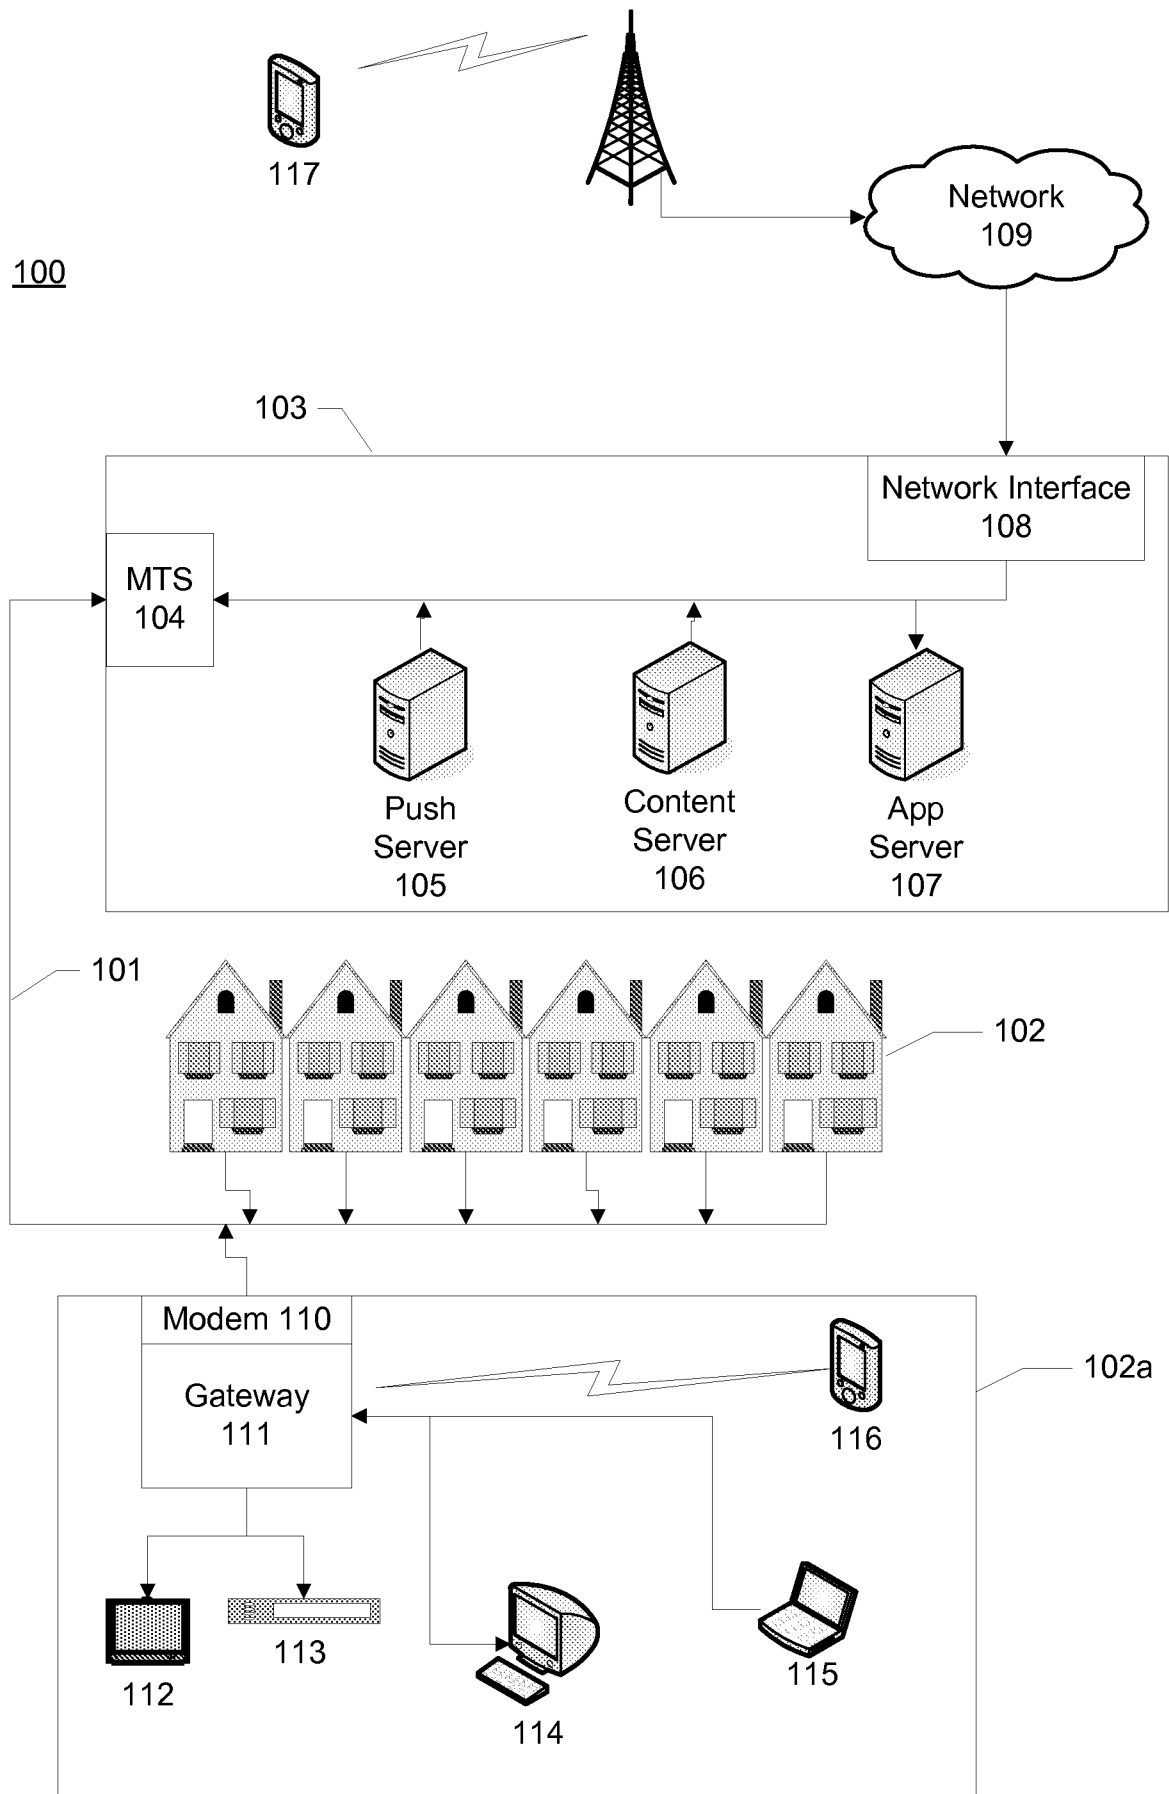 117
Network
109
100
103
Network Interface
108
MTS
104
Push
Server
105
Content
Server
106
App
Server
107
101
102
Modem 110
102a
Gateway
111
116
113
112
115
114